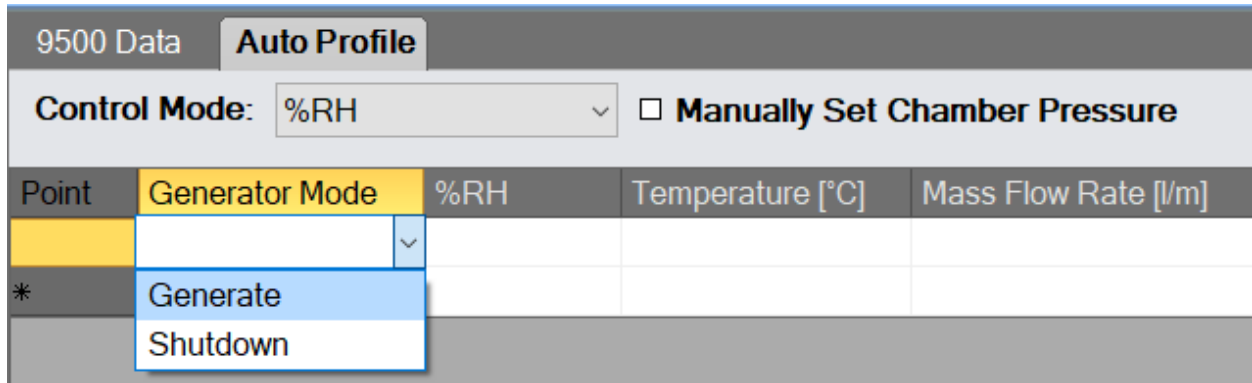 9500 Data Auto Profile
Control Mode: %RH Manually Set Chamber Pressure
Point Generator Mode %RH Temperature [°C] Mass Flow Rate [l/m]
*
Generate
Shutdown